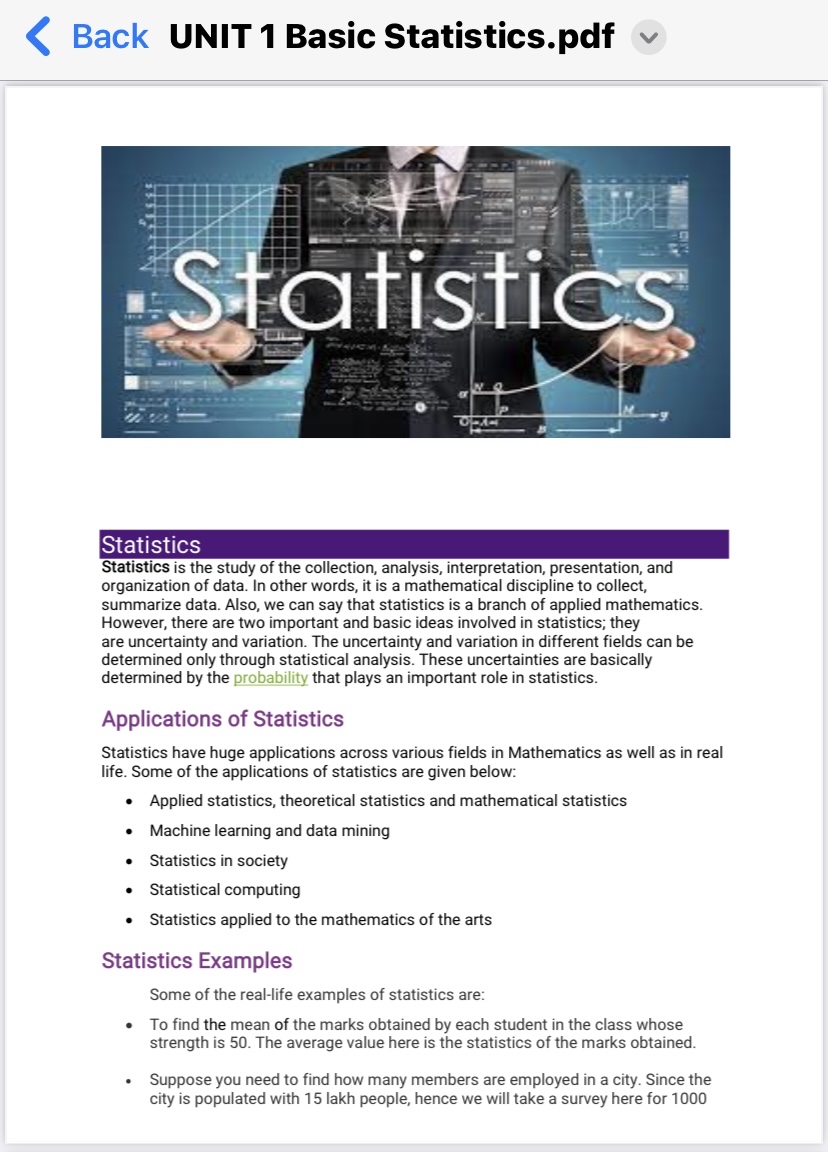 Back UNIT 1 Basic Statistics.pdf
Statistics
Statistics
Statistics is the study of the collection, analysis, interpretation, presentation, and
organization of data. In other words, it is a mathematical discipline to collect,
summarize data. Also, we can say that statistics is a branch of applied mathematics.
However, there are two important and basic ideas involved in statistics; they
are uncertainty and variation. The uncertainty and variation in different fields can be
determined only through statistical analysis. These uncertainties are basically
determined by the probability that plays an important role in statistics.
Applications of Statistics
Statistics have huge applications across various fields in Mathematics as well as in real
life. Some of the applications of statistics are given below:
• Applied statistics, theoretical statistics and mathematical statistics
• Machine learning and data mining
• Statistics in society
• Statistical computing
• Statistics applied to the mathematics of the arts
Statistics Examples
Some of the real-life examples of statistics are:
• To find the mean of the marks obtained by each student in the class whose
strength is 50. The average value here is the statistics of the marks obtained.
• Suppose you need to find how many members are employed in a city. Since the
city is populated with 15 lakh people, hence we will take a survey here for 1000